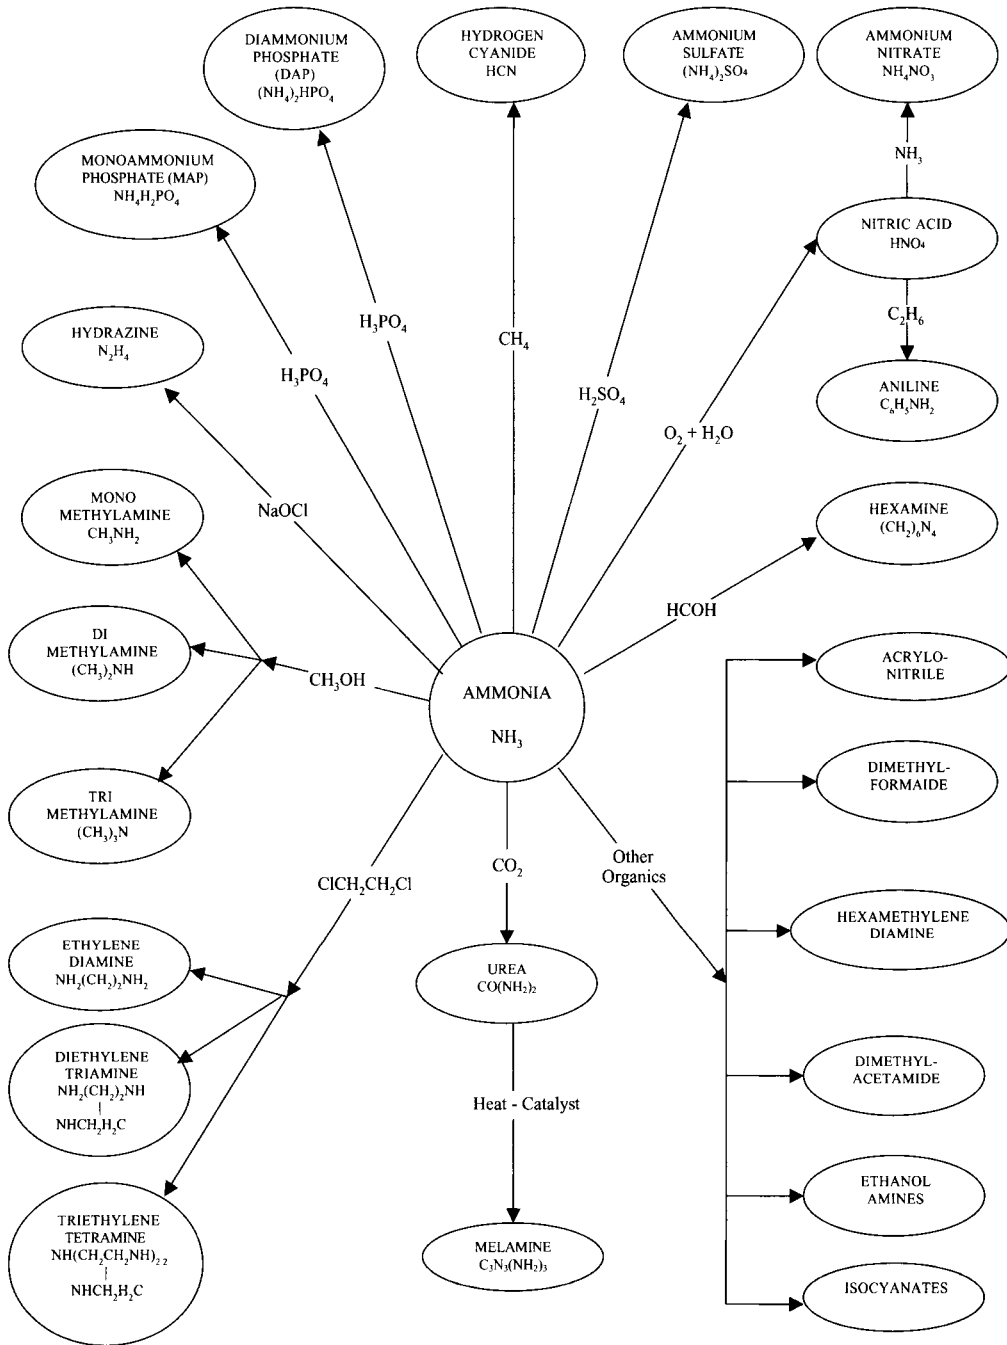 DIAMMONIUM
PHOSPHATE
(DAP)
(NH₄)₂HPO₄
HYDROGEN
CYANIDE
HCN
AMMONIUM
SULFATE
(NH₄)₂SO₄
AMMONIUM
NITRATE
NH₄NO₃
MONOAMMONIUM
PHOSPHATE (MAP)
NH₄H₂PO₄
NH₃
NITRIC ACID
HNO₄
HYDRAZINE
N₂H₄
H₃PO₄
H₃PO₄
CH₄
H₂SO₄
O₂ + H₂O
C₂H₆
ANILINE
C₆H₅NH₂
MONO
METHYLAMINE
CH₃NH₂
NaOCl
HEXAMINE
(CH₂)₆N₄
HCOH
DI
METHYLAMINE
(CH₃)₂NH
CH₃OH
AMMONIA
NH₃
ACRYLO-
NITRILE
TRI
METHYLAMINE
(CH₃)₃N
DIMETHYL-
FORMAIDE
ClCH₂CH₂Cl
CO₂
Other
Organics
HEXAMETHYLENE
DIAMINE
ETHYLENE
DIAMINE
NH₂(CH₂)₂NH₂
UREA
CO(NH₂)₂
DIETHYLENE
TRIAMINE
NH₂(CH₂)₂NH
|
NHCH₂H₂C
DIMETHYL-
ACETAMIDE
Heat - Catalyst
ETHANOL
AMINES
TRIETHYLENE
TETRAMINE
NH(CH₂CH₂NH)₂ ₂
|
NHCH₂H₂C
MELAMINE
C₃N₃(NH₂)₃
ISOCYANATES